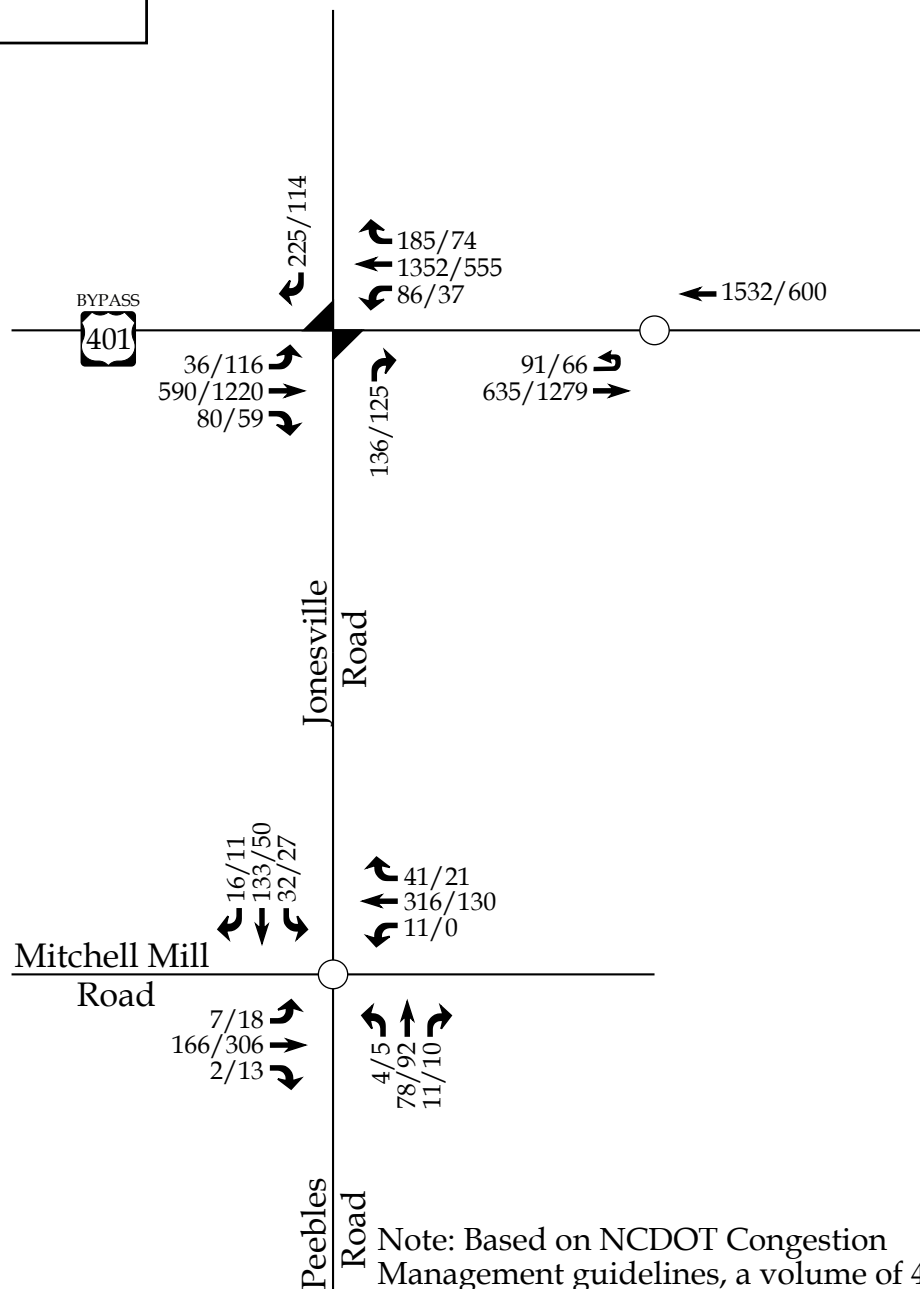 225/114
185/74
1352/555
86/37
1532/600
BYPASS
401
36/116
590/1220
80/59
136/125
91/66
635/1279
Jonesville
Road
16/11
133/50
32/27
41/21
316/130
11/0
Mitchell Mill
Road
7/18
166/306
2/13
4/5
78/92
11/10
Peebles
Road
Note: Based on NCDOT Congestion
Management guidelines, a volume of 4